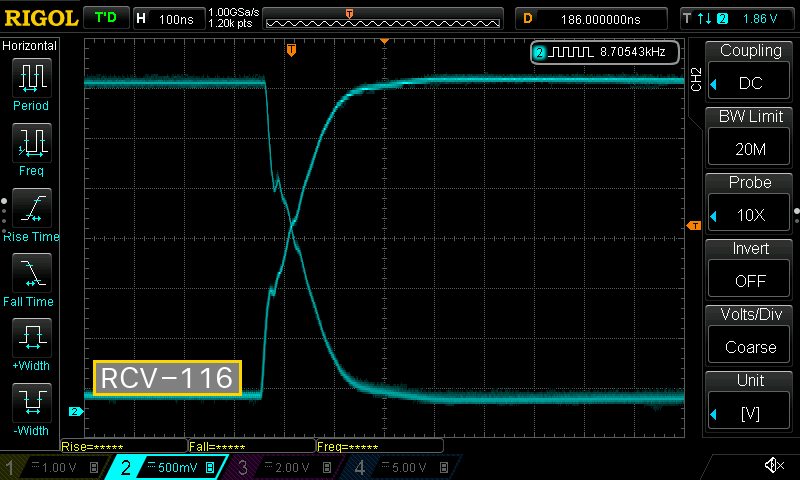 RIGOL T'D H 100ns 1.00GSa/s 1.20k pts D 186.000000ns T 2 1.86 V
Horizontal
Period
Freq
Rise Time
Fall Time
+Width
-Width
T
2 8.70543kHz
T
2
RCV-116
Rise=***** Fall=***** Freq=*****
CH2
Coupling
DC
BW Limit
20M
Probe
10X
Invert
OFF
Volts/Div
Coarse
Unit
[V]
1 1.00 V B 2 500mV B 3 2.00 V B 4 5.00 V B